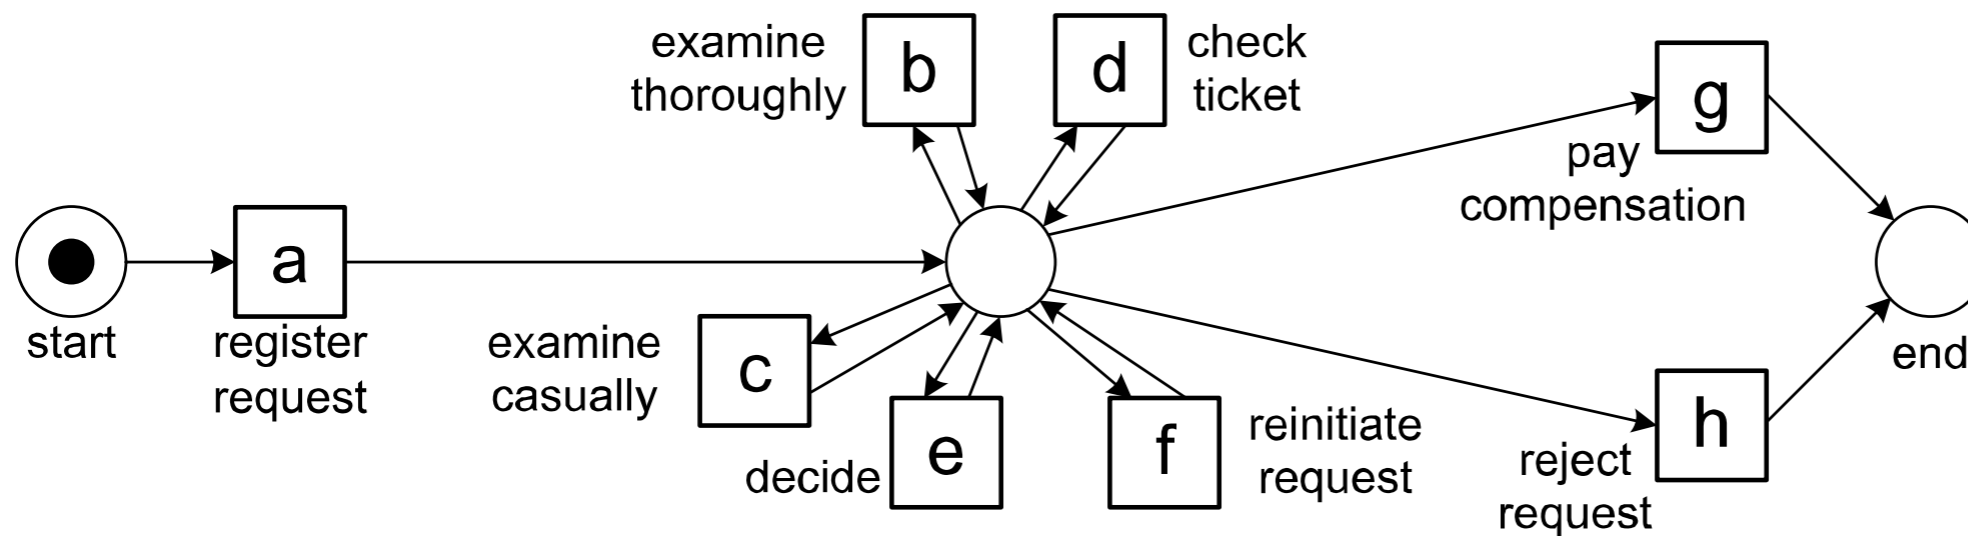 examine
thoroughly
b
d
check
ticket
g
pay
compensation
start
a
register
request
examine
casually
c
decide
e
f
reinitiate
request
h
reject
request
end